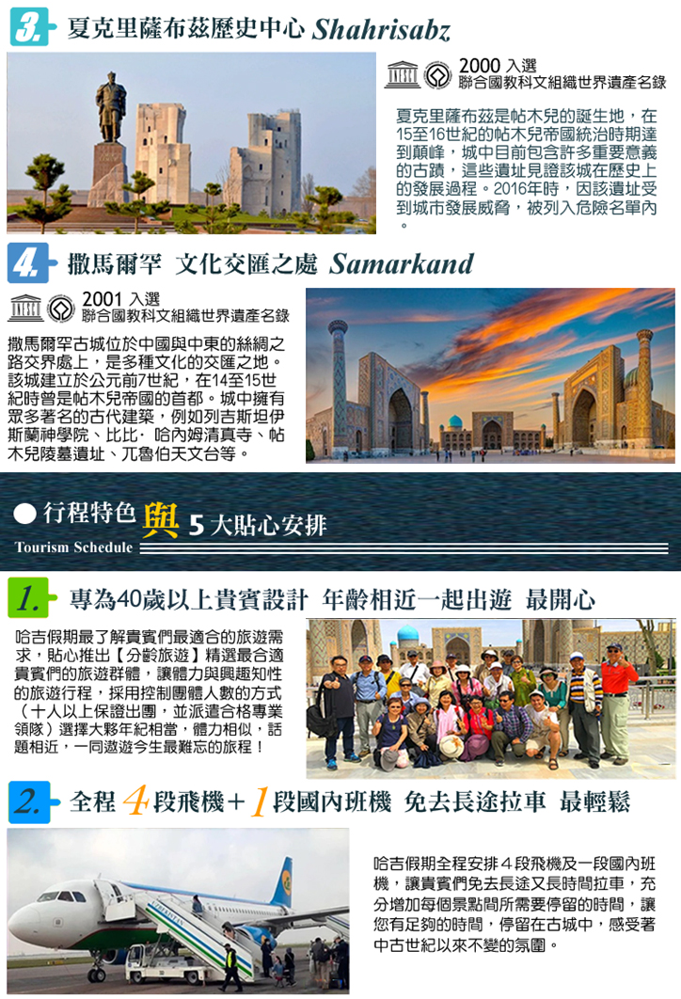 3. 夏克里薩布茲歷史中心 Shahrisabz
UNESCO
2000 入選
聯合國教科文組織世界遺產名錄
夏克里薩布茲是帖木兒的誕生地，在
15至16世紀的帖木兒帝國統治時期達
到顛峰，城中目前包含許多重要意義
的古蹟，這些遺址見證該城在歷史上
的發展過程。2016年時，因該遺址受
到城市發展威脅，被列入危險名單內
。
4. 撒馬爾罕 文化交匯之處 Samarkand
UNESCO
2001 入選
聯合國教科文組織世界遺產名錄
撒馬爾罕古城位於中國與中東的絲綢之
路交界處上，是多種文化的交匯之地。
該城建立於公元前7世紀，在14至15世
紀時曾是帖木兒帝國的首都。城中擁有
眾多著名的古代建築，例如列吉斯坦伊
斯蘭神學院、比比·哈內姆清真寺、帖
木兒陵墓遺址、兀魯伯天文台等。
● 行程特色 與 5 大貼心安排
Tourism Schedule
1. 專為40歲以上貴賓設計 年齡相近一起出遊 最開心
哈吉假期最了解貴賓們最適合的旅遊需
求，貼心推出【分齡旅遊】精選最合適
貴賓們的旅遊群體，讓體力與興趣知性
的旅遊行程，採用控制團體人數的方式
（十人以上保證出團，並派遣合格專業
領隊）選擇大夥年紀相當，體力相似，話
題相近，一同遨遊今生最難忘的旅程！
2. 全程 4 段飛機＋1 段國內班機 免去長途拉車 最輕鬆
UZBEKISTAN
哈吉假期全程安排４段飛機及一段國內班
機，讓貴賓們免去長途又長時間拉車，充
分增加每個景點間所需要停留的時間，讓
您有足夠的時間，停留在古城中，感受著
中古世紀以來不變的氛圍。